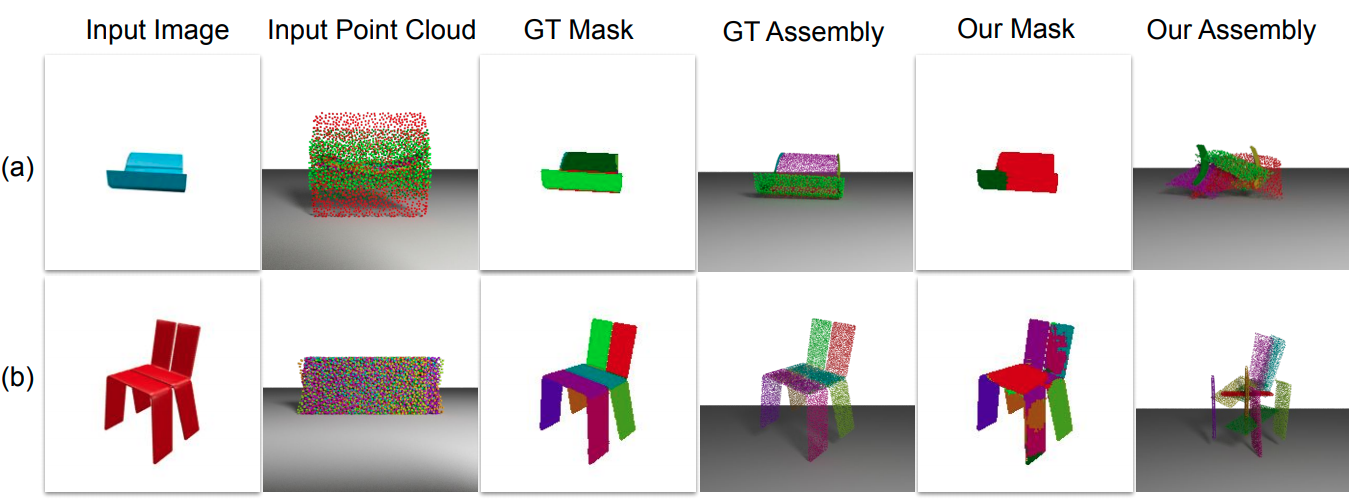 Input Image Input Point Cloud GT Mask GT Assembly Our Mask Our Assembly
(a)
(b)